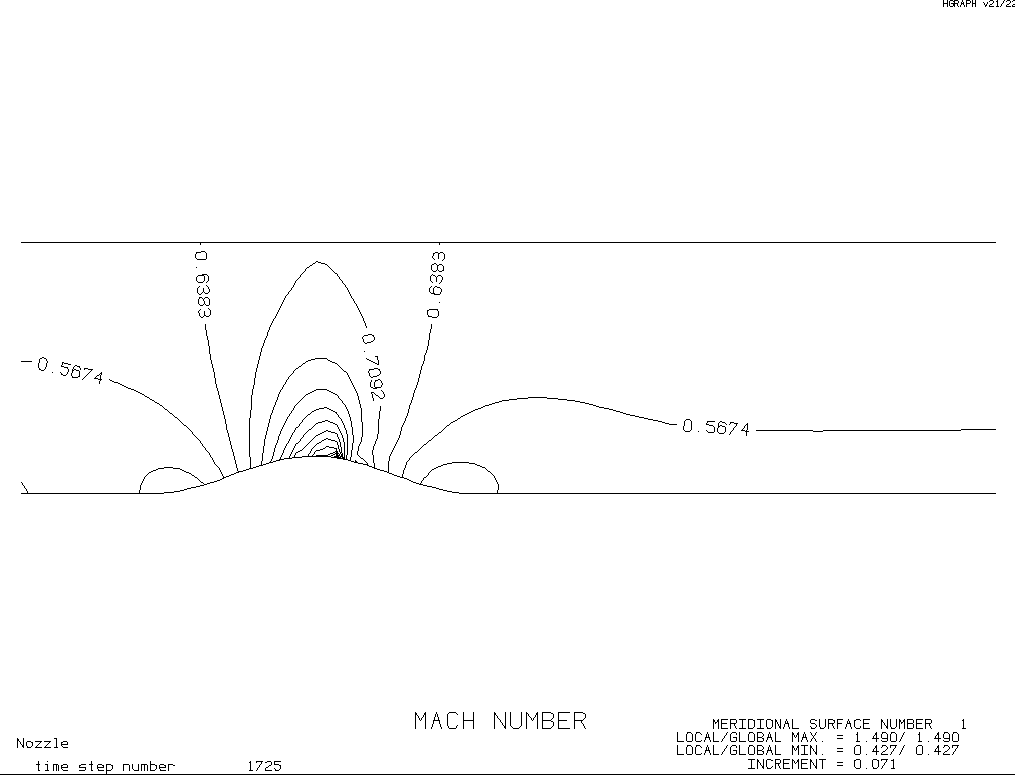 HGRAPH v21/22
0.6383
0.6383
0.7092
0.5674
0.5674
MACH NUMBER
MERIDIONAL SURFACE NUMBER 1
LOCAL/GLOBAL MAX. = 1.490/ 1.490
LOCAL/GLOBAL MIN. = 0.427/ 0.427
INCREMENT = 0.071
Nozzle
time step number 1725